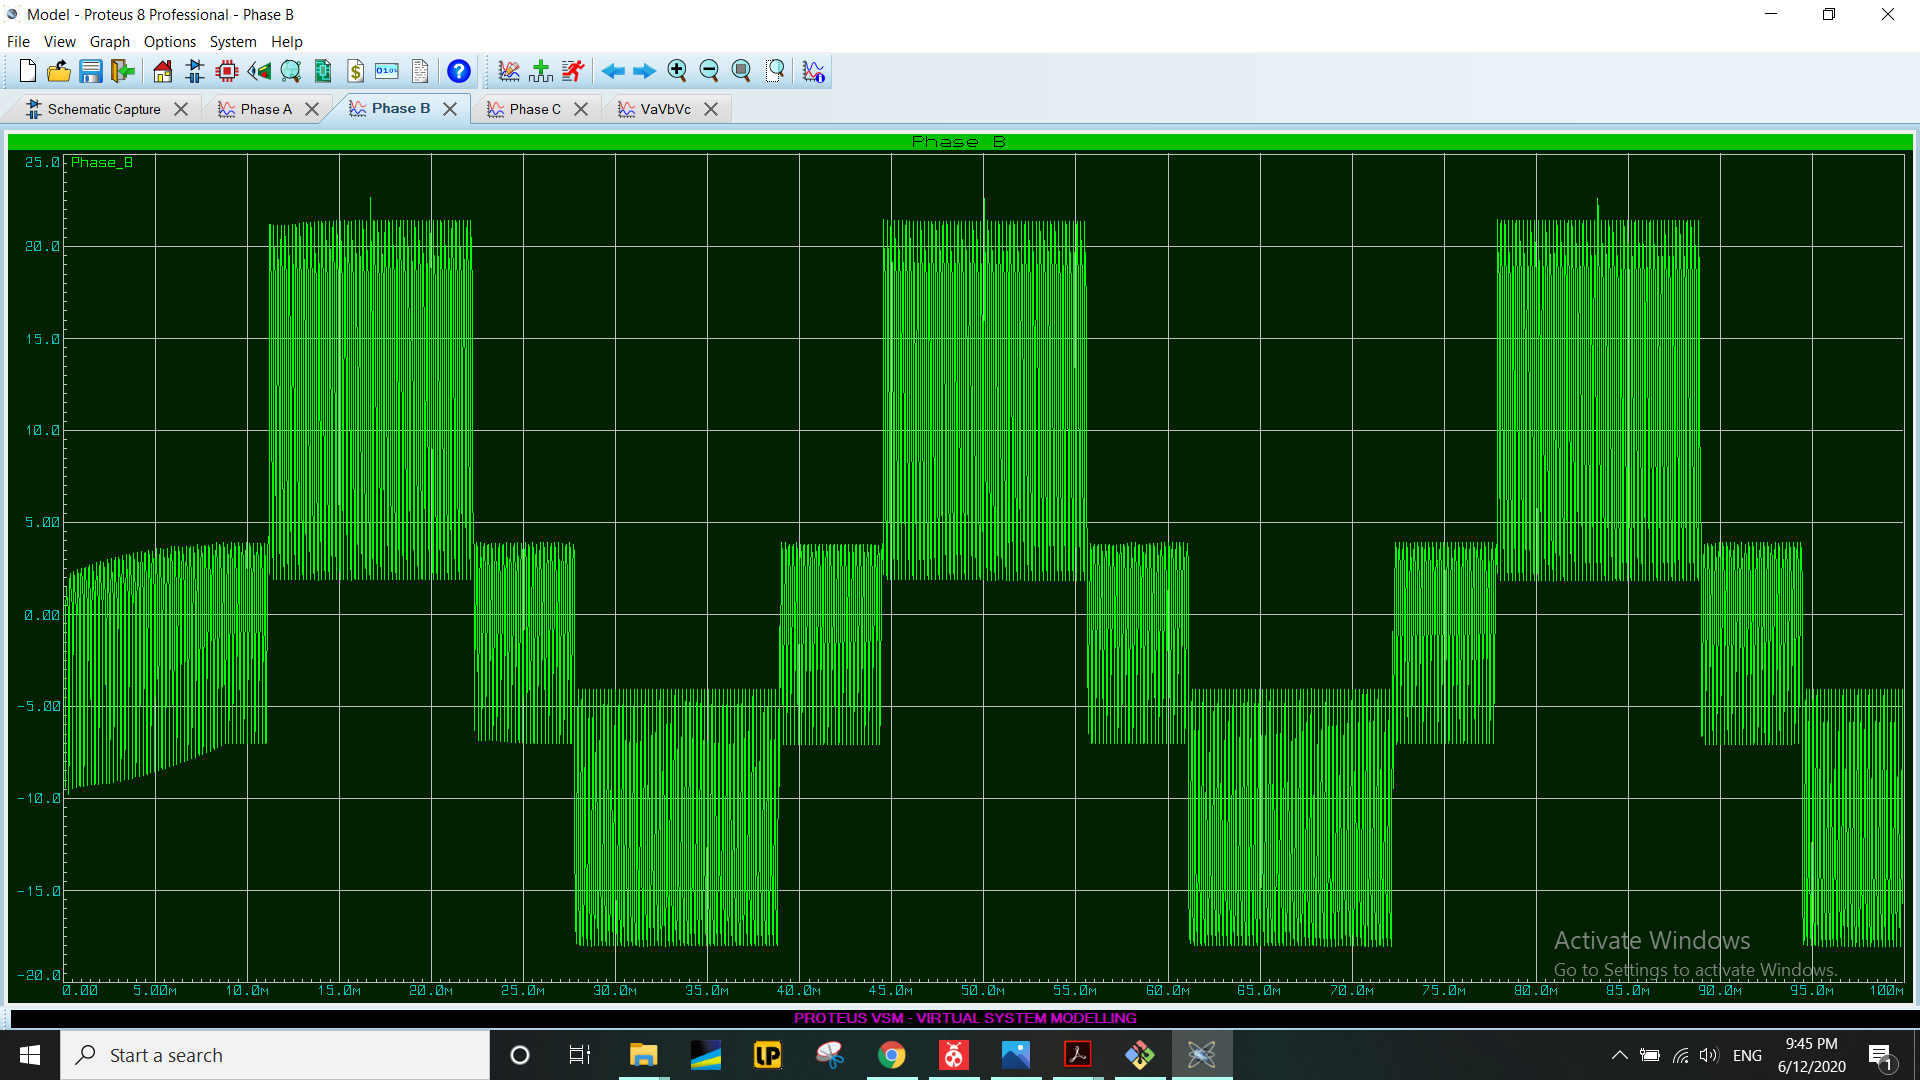 Model - Proteus 8 Professional - Phase B
File View Graph Options System Help
Schematic Capture Phase A Phase B Phase C VaVbVc
Phase B
Phase_B
25.0
20.0
15.0
10.0
5.00
0.00
-5.00
-10.0
-15.0
-20.0
0.00 5.00m 10.0m 15.0m 20.0m 25.0m 30.0m 35.0m 40.0m 45.0m 50.0m 55.0m 60.0m 65.0m 70.0m 75.0m 80.0m 85.0m 90.0m 95.0m 100m
Activate Windows
Go to Settings to activate Windows.
PROTEUS VSM - VIRTUAL SYSTEM MODELLING
Start a search
LP
ENG
9:45 PM
6/12/2020
1